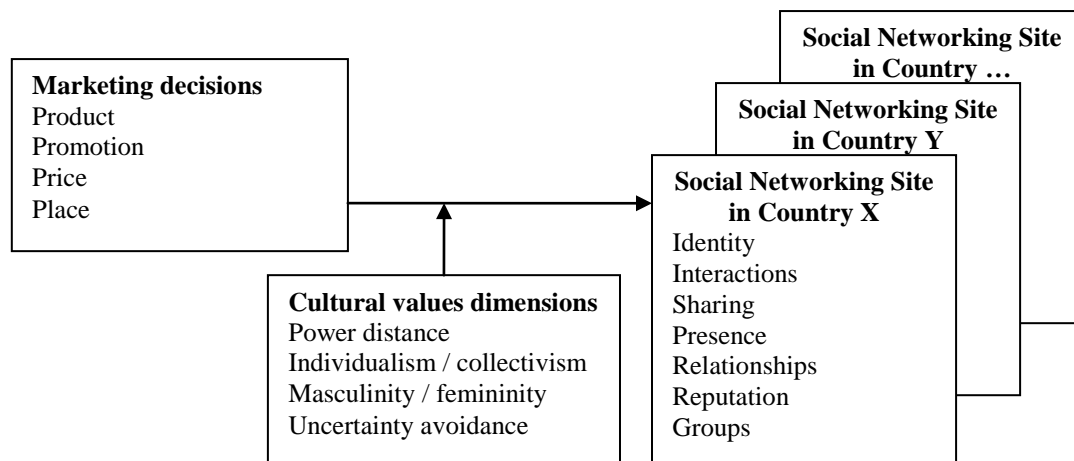 Marketing decisions
Product
Promotion
Price
Place
Cultural values dimensions
Power distance
Individualism / collectivism
Masculinity / femininity
Uncertainty avoidance
Social Networking Site
in Country …
Social Networking Site
in Country Y
Social Networking Site
in Country X
Identity
Interactions
Sharing
Presence
Relationships
Reputation
Groups